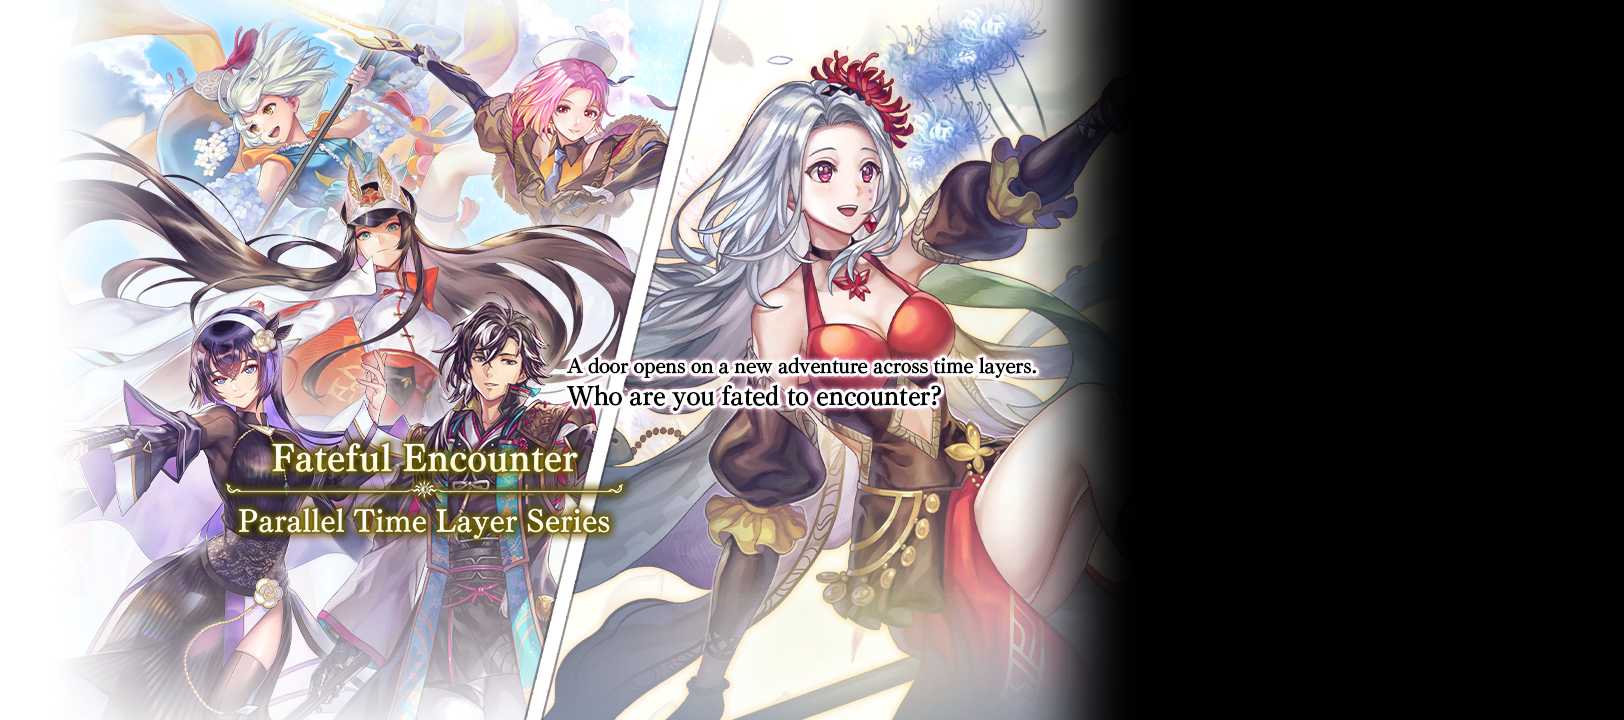 A door opens on a new adventure across time layers.
Who are you fated to encounter?
Fateful Encounter
Parallel Time Layer Series